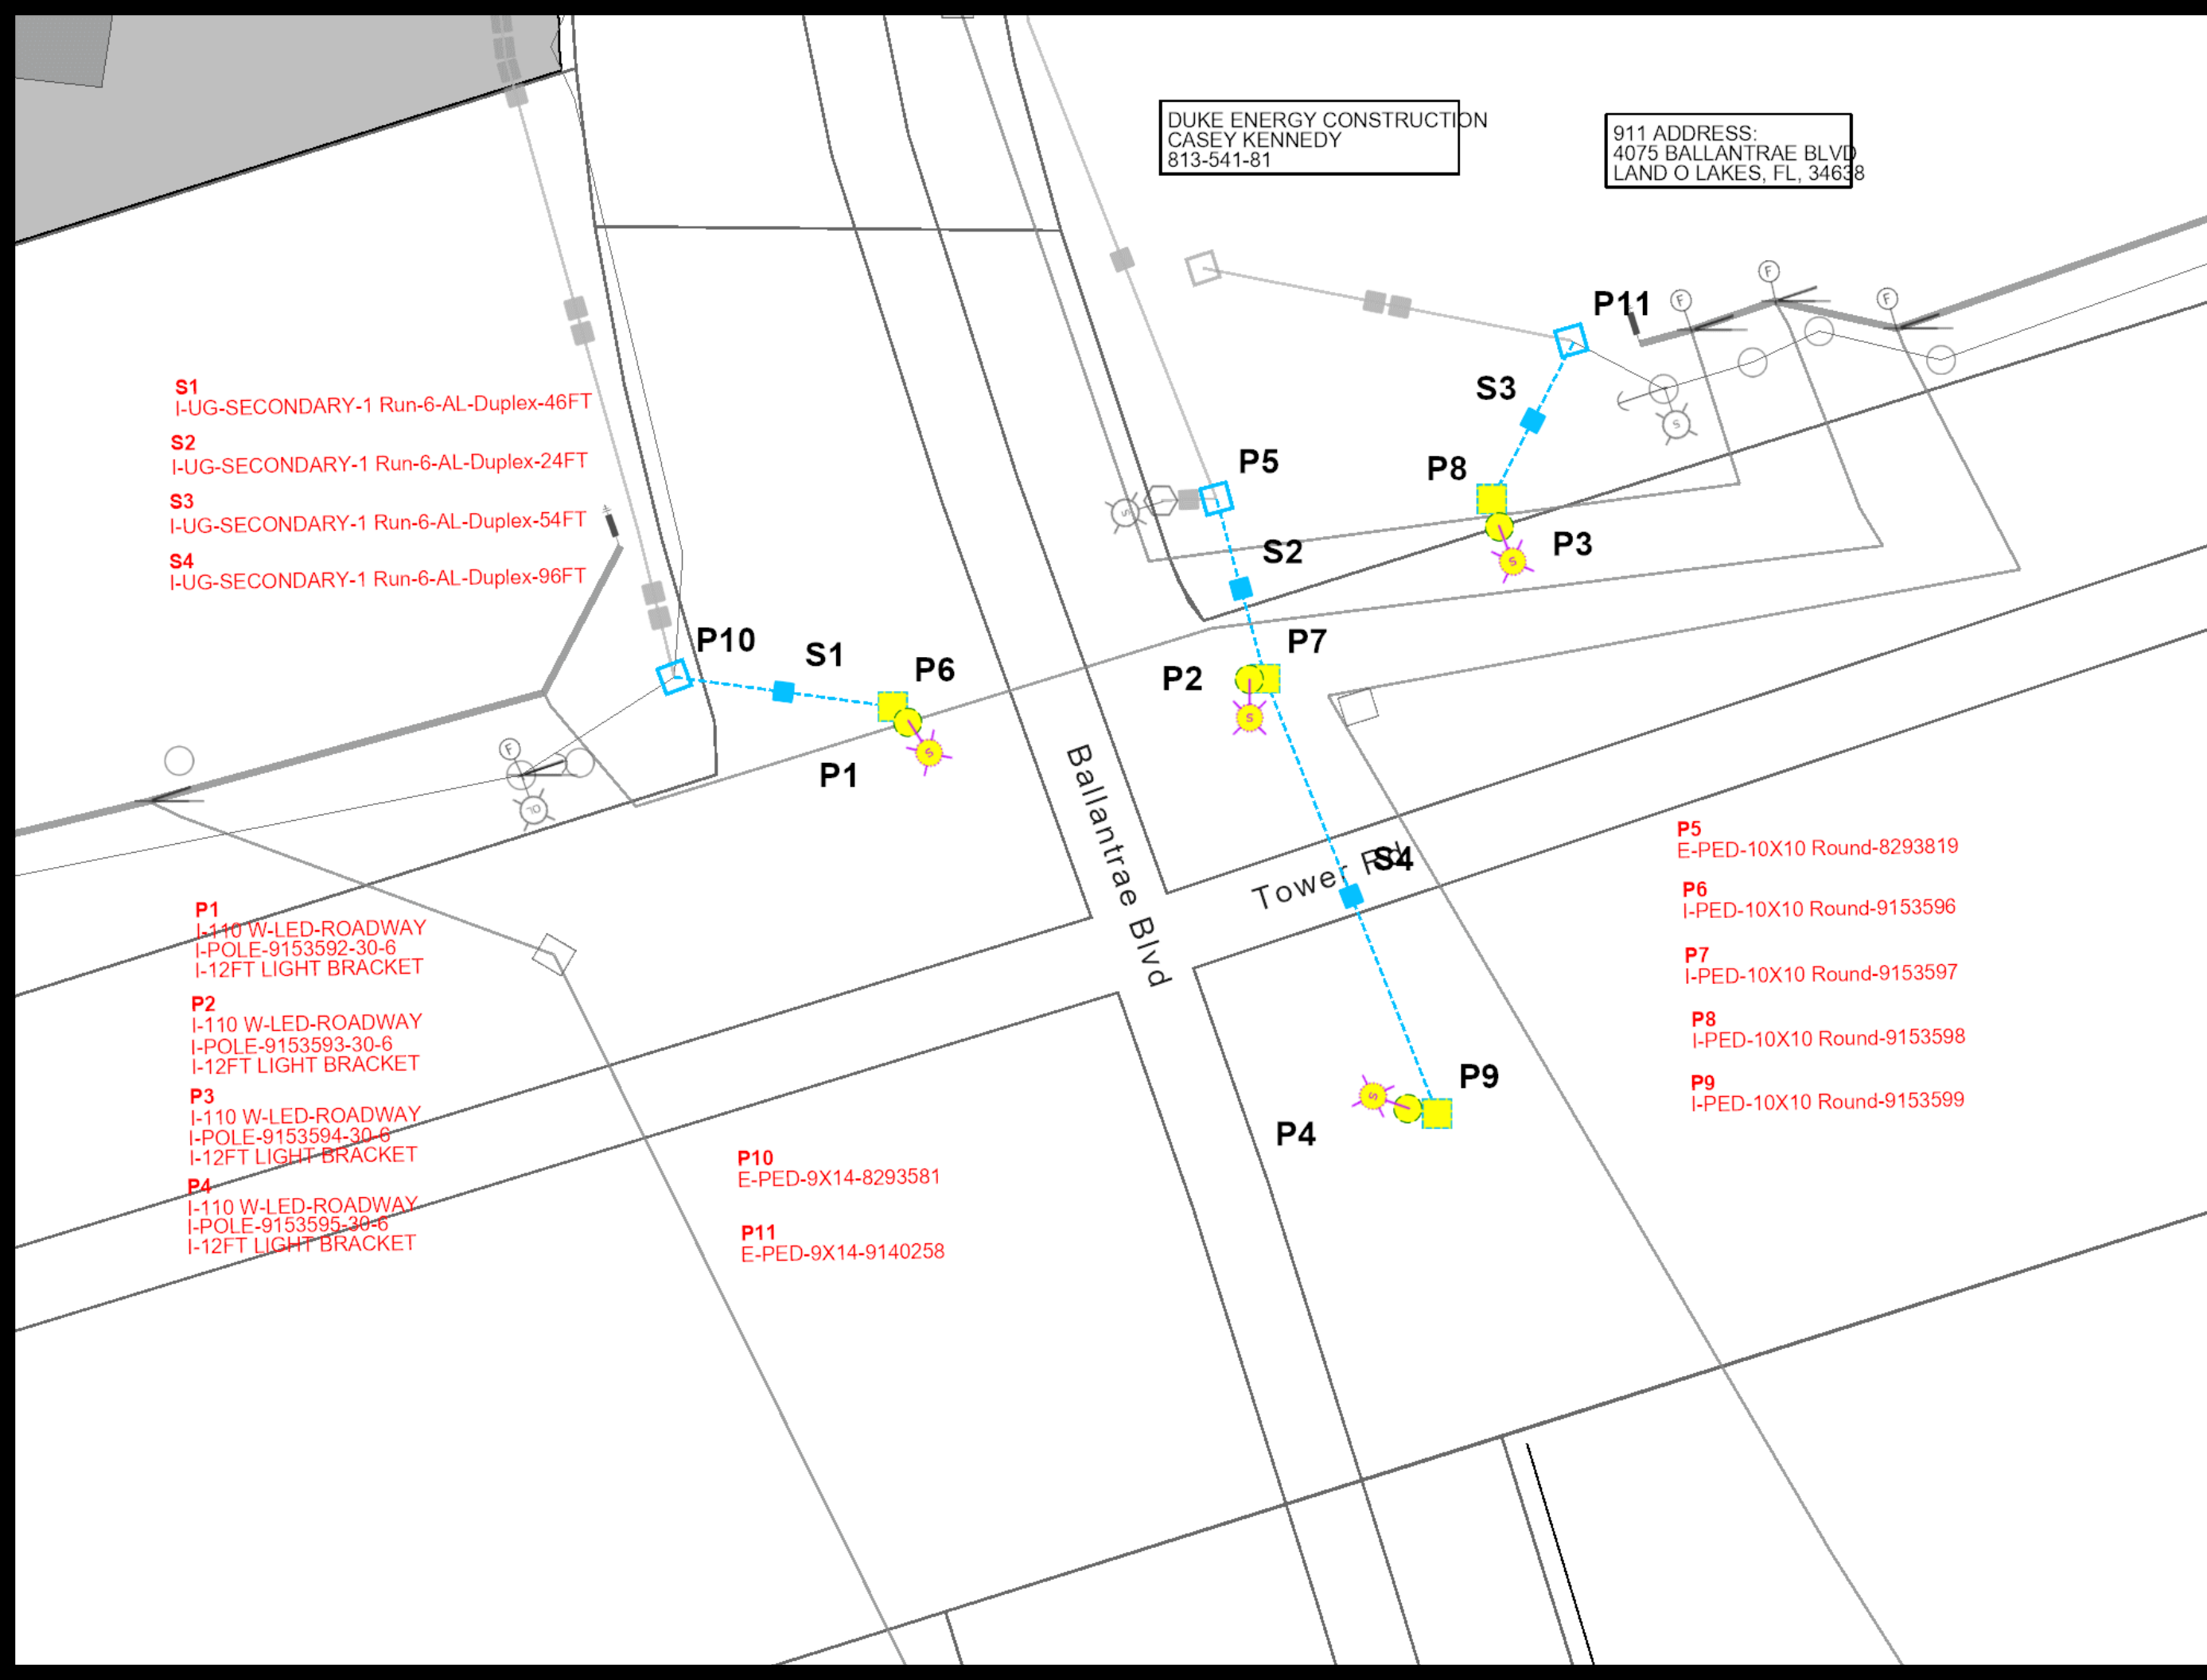 DUKE ENERGY CONSTRUCTION
CASEY KENNEDY
813-541-81
911 ADDRESS:
4075 BALLANTRAE BLVD
LAND O LAKES, FL, 34638
P11
F
F
F
S3
S
S1
I-UG-SECONDARY-1 Run-6-AL-Duplex-46FT
S2
I-UG-SECONDARY-1 Run-6-AL-Duplex-24FT
S3
I-UG-SECONDARY-1 Run-6-AL-Duplex-54FT
S4
I-UG-SECONDARY-1 Run-6-AL-Duplex-96FT
P5
P8
S
S2
P3
S
P10
S1
P6
P7
P2
S
P1
S
F
OL
Ballantrae Blvd
Tower Rd
S4
P5
E-PED-10X10 Round-8293819
P6
I-PED-10X10 Round-9153596
P7
I-PED-10X10 Round-9153597
P8
I-PED-10X10 Round-9153598
P9
I-PED-10X10 Round-9153599
P1
I-110 W-LED-ROADWAY
I-POLE-9153592-30-6
I-12FT LIGHT BRACKET
P2
I-110 W-LED-ROADWAY
I-POLE-9153593-30-6
I-12FT LIGHT BRACKET
P3
I-110 W-LED-ROADWAY
I-POLE-9153594-30-6
I-12FT LIGHT BRACKET
P4
I-110 W-LED-ROADWAY
I-POLE-9153595-30-6
I-12FT LIGHT BRACKET
P9
S
P4
P10
E-PED-9X14-8293581
P11
E-PED-9X14-9140258